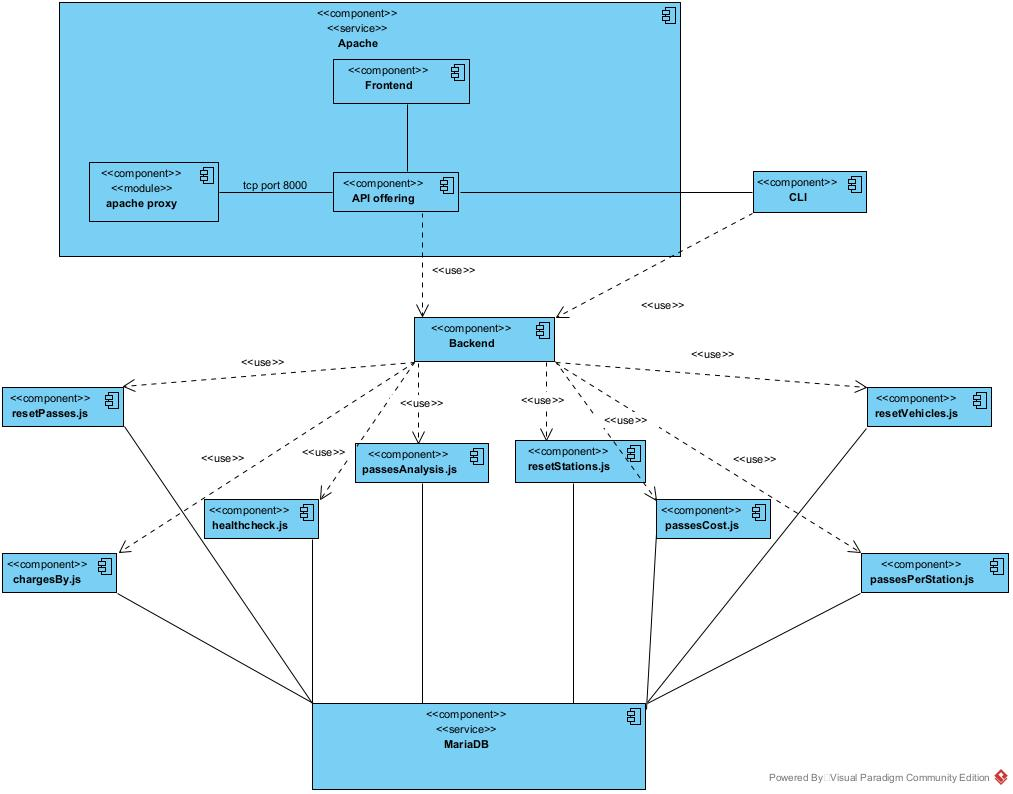 <<component>>
<<service>>
Apache
<<component>>
Frontend
<<component>>
<<module>>
apache proxy
tcp port 8000
<<component>>
API offering
<<component>>
CLI
<<use>>
<<use>>
<<component>>
Backend
<<use>>
<<use>>
<<component>>
resetPasses.js
<<use>>
<<use>>
<<component>>
resetVehicles.js
<<use>>
<<use>>
<<use>>
<<component>>
passesAnalysis.js
<<component>>
resetStations.js
<<use>>
<<component>>
healthcheck.js
<<component>>
passesCost.js
<<component>>
chargesBy.js
<<component>>
passesPerStation.js
<<component>>
<<service>>
MariaDB
Powered By Visual Paradigm Community Edition